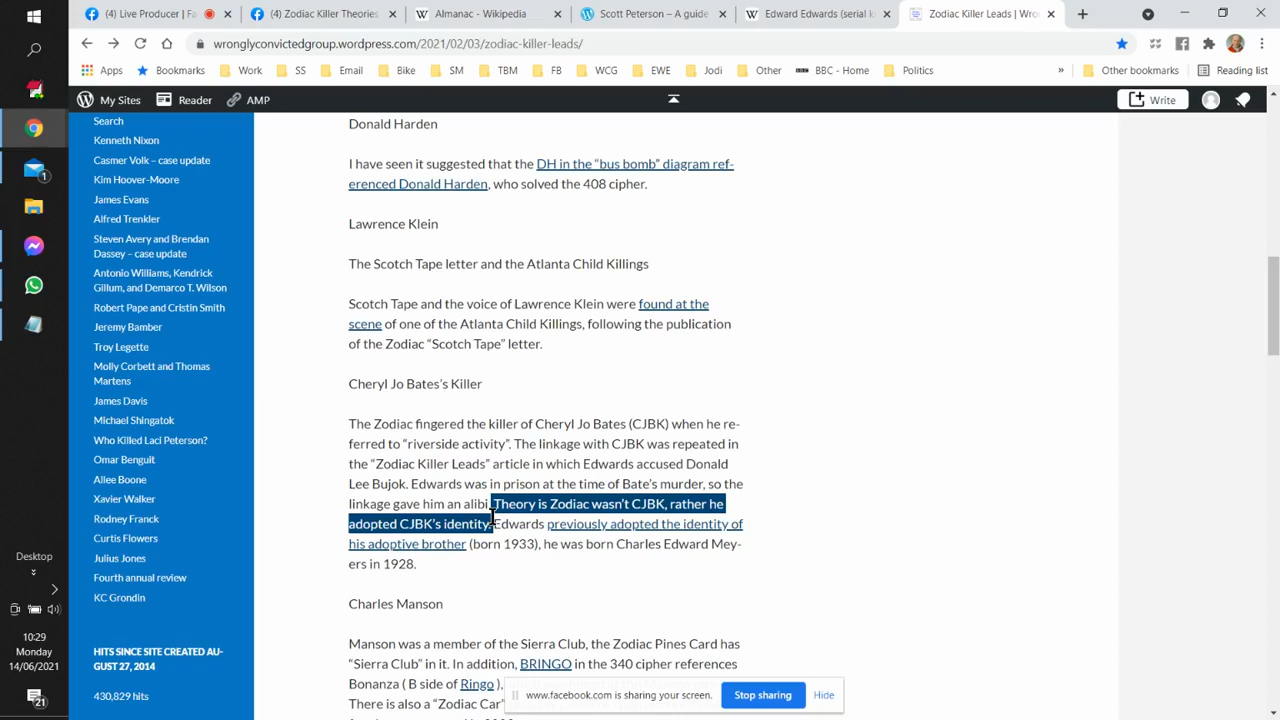 (4) Live Producer | Fa
(4) Zodiac Killer Theories
Almanac - Wikipedia
Scott Peterson – A guide
Edward Edwards (serial k
Zodiac Killer Leads | Wro
wronglyconvictedgroup.wordpress.com/2021/02/03/zodiac-killer-leads/
Apps
Bookmarks
Work
SS
Email
Bike
SM
TBM
FB
WCG
EWE
Jodi
Other
BBC - Home
Politics
»
Other bookmarks
Reading list
My Sites
Reader
AMP
Write
Search
Kenneth Nixon
Casmer Volk – case update
Kim Hoover-Moore
James Evans
Alfred Trenkler
Steven Avery and Brendan
Dassey – case update
Antonio Williams, Kendrick
Gillum, and Demarco T. Wilson
Robert Pape and Cristin Smith
Jeremy Bamber
Troy Legette
Molly Corbett and Thomas
Martens
James Davis
Michael Shingatok
Who Killed Laci Peterson?
Omar Benguit
Allee Boone
Xavier Walker
Rodney Franck
Curtis Flowers
Julius Jones
Fourth annual review
KC Grondin
HITS SINCE SITE CREATED AU-
GUST 27, 2014
430,829 hits
Donald Harden
I have seen it suggested that the DH in the “bus bomb” diagram ref-
erenced Donald Harden, who solved the 408 cipher.
Lawrence Klein
The Scotch Tape letter and the Atlanta Child Killings
Scotch Tape and the voice of Lawrence Klein were found at the
scene of one of the Atlanta Child Killings, following the publication
of the Zodiac “Scotch Tape” letter.
Cheryl Jo Bates’s Killer
The Zodiac fingered the killer of Cheryl Jo Bates (CJBK) when he re-
ferred to “riverside activity”. The linkage with CJBK was repeated in
the “Zodiac Killer Leads” article in which Edwards accused Donald
Lee Bujok. Edwards was in prison at the time of Bate’s murder, so the
linkage gave him an alibi. Theory is Zodiac wasn’t CJBK, rather he
adopted CJBK’s identity. Edwards previously adopted the identity of
his adoptive brother (born 1933), he was born Charles Edward Mey-
ers in 1928.
Charles Manson
Manson was a member of the Sierra Club, the Zodiac Pines Card has
“Sierra Club” in it. In addition, BRINGO in the 340 cipher references
Bonanza ( B side of Ringo ),
There is also a “Zodiac Car”
www.facebook.com is sharing your screen.
Stop sharing
Hide
Desktop
10:29
Monday
14/06/2021
21
1